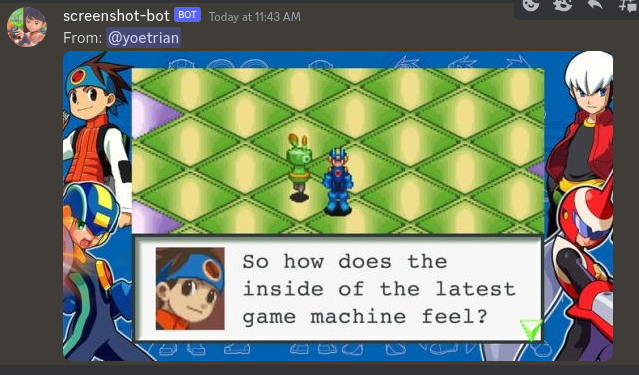 screenshot-bot BOT Today at 11:43 AM
From: @yoetrian
So how does the
inside of the latest
game machine feel?